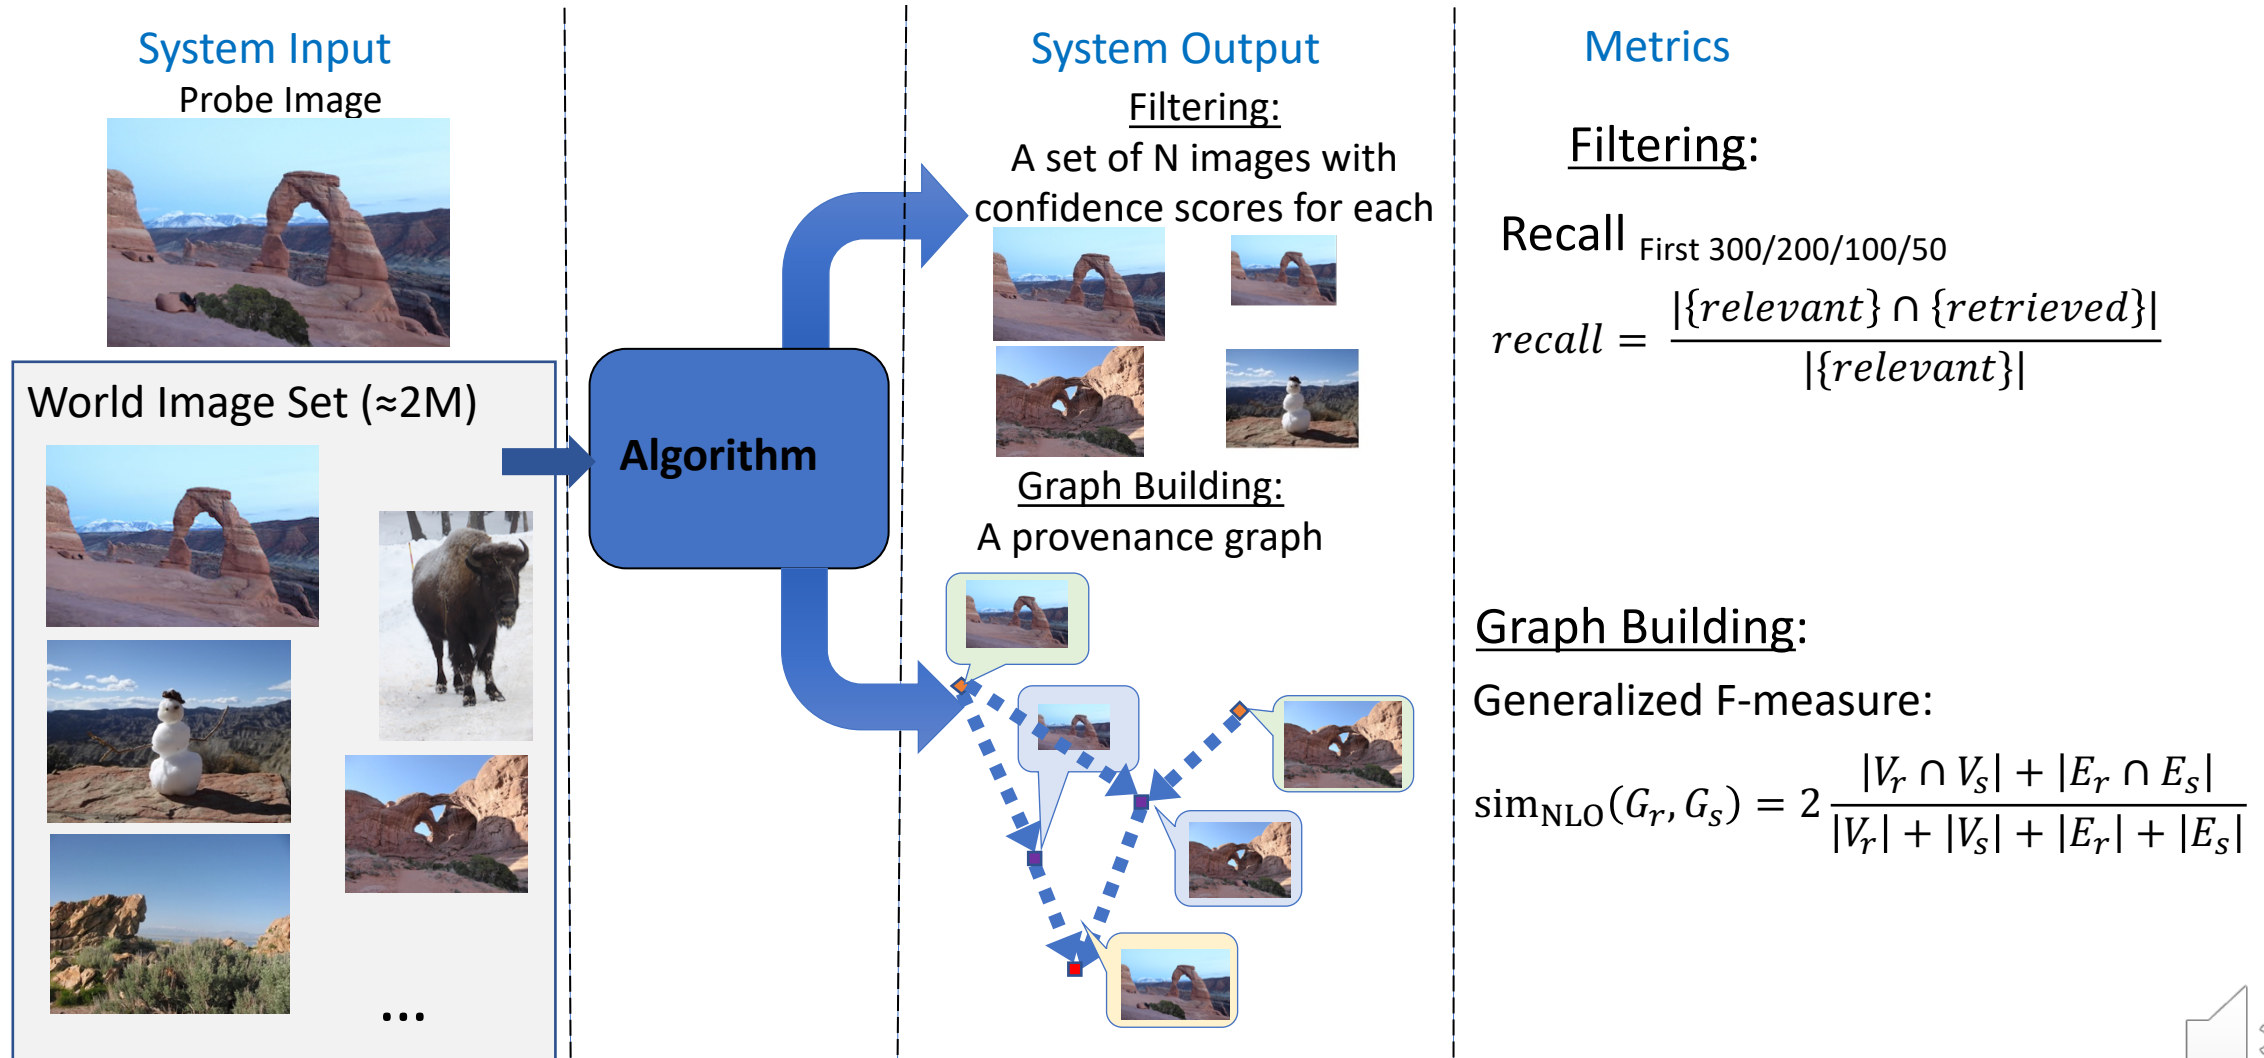 System Input
Probe Image
World Image Set (≈2M)
...
Algorithm
System Output
Filtering:
A set of N images with
confidence scores for each
Graph Building:
A provenance graph
Metrics
Filtering:
Recall First 300/200/100/50
recall = |{relevant} ∩ {retrieved}| / |{relevant}|
Graph Building:
Generalized F-measure:
sim_NLO(G_r, G_s) = 2 (|V_r ∩ V_s| + |E_r ∩ E_s|) / (|V_r| + |V_s| + |E_r| + |E_s|)